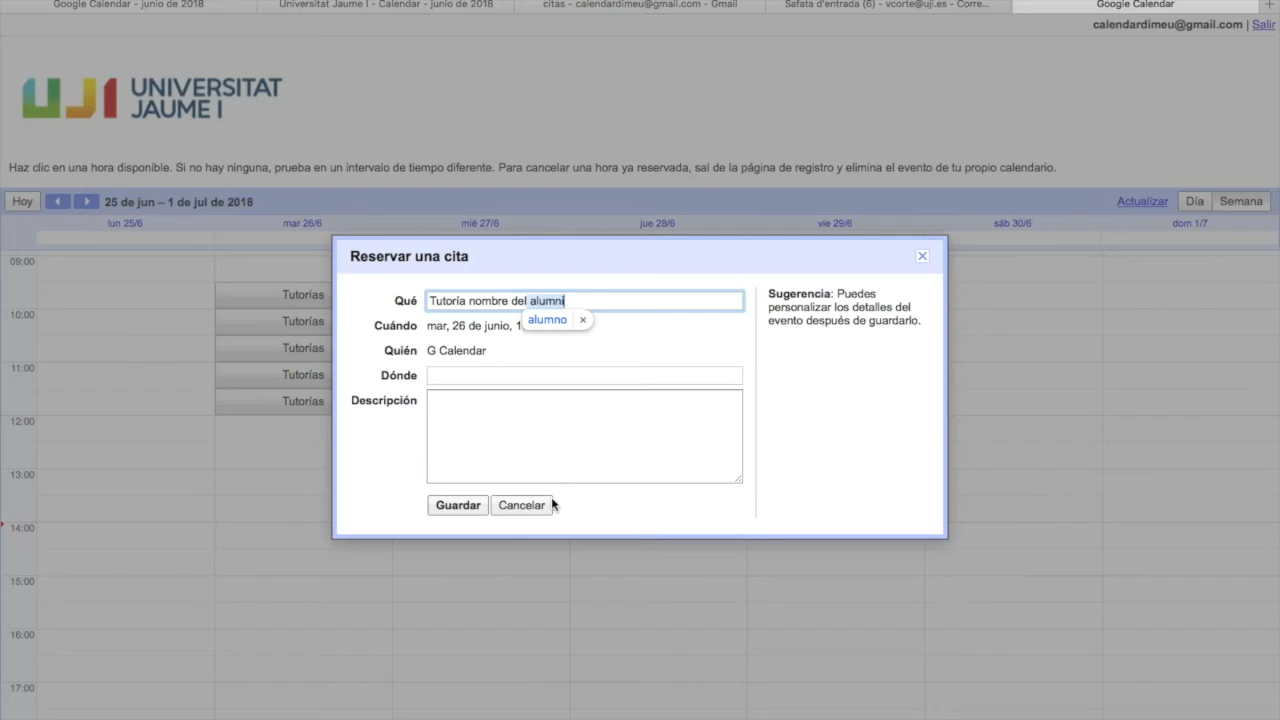 Google Calendar - junio de 2018
Universitat Jaume I - Calendar - junio de 2018
citas - calendardimeu@gmail.com - Gmail
Safata d'entrada (6) - vcorte@uji.es - Corre...
Google Calendar
calendardimeu@gmail.com | Salir
UJI UNIVERSITAT
JAUME I
Haz clic en una hora disponible. Si no hay ninguna, prueba en un intervalo de tiempo diferente. Para cancelar una hora ya reservada, sal de la página de registro y elimina el evento de tu propio calendario.
Hoy 25 de jun – 1 de jul de 2018 Actualizar Día Semana
lun 25/6 mar 26/6 mié 27/6 jue 28/6 vie 29/6 sáb 30/6 dom 1/7
09:00
Tutorías
10:00
Tutorías
Tutorías
11:00
Tutorías
Tutorías
12:00
13:00
14:00
15:00
16:00
17:00
Reservar una cita
Qué Tutoría nombre del alumni
alumno ×
Cuándo mar, 26 de junio, 1
Quién G Calendar
Dónde
Descripción
Guardar Cancelar
Sugerencia: Puedes
personalizar los detalles del
evento después de guardarlo.